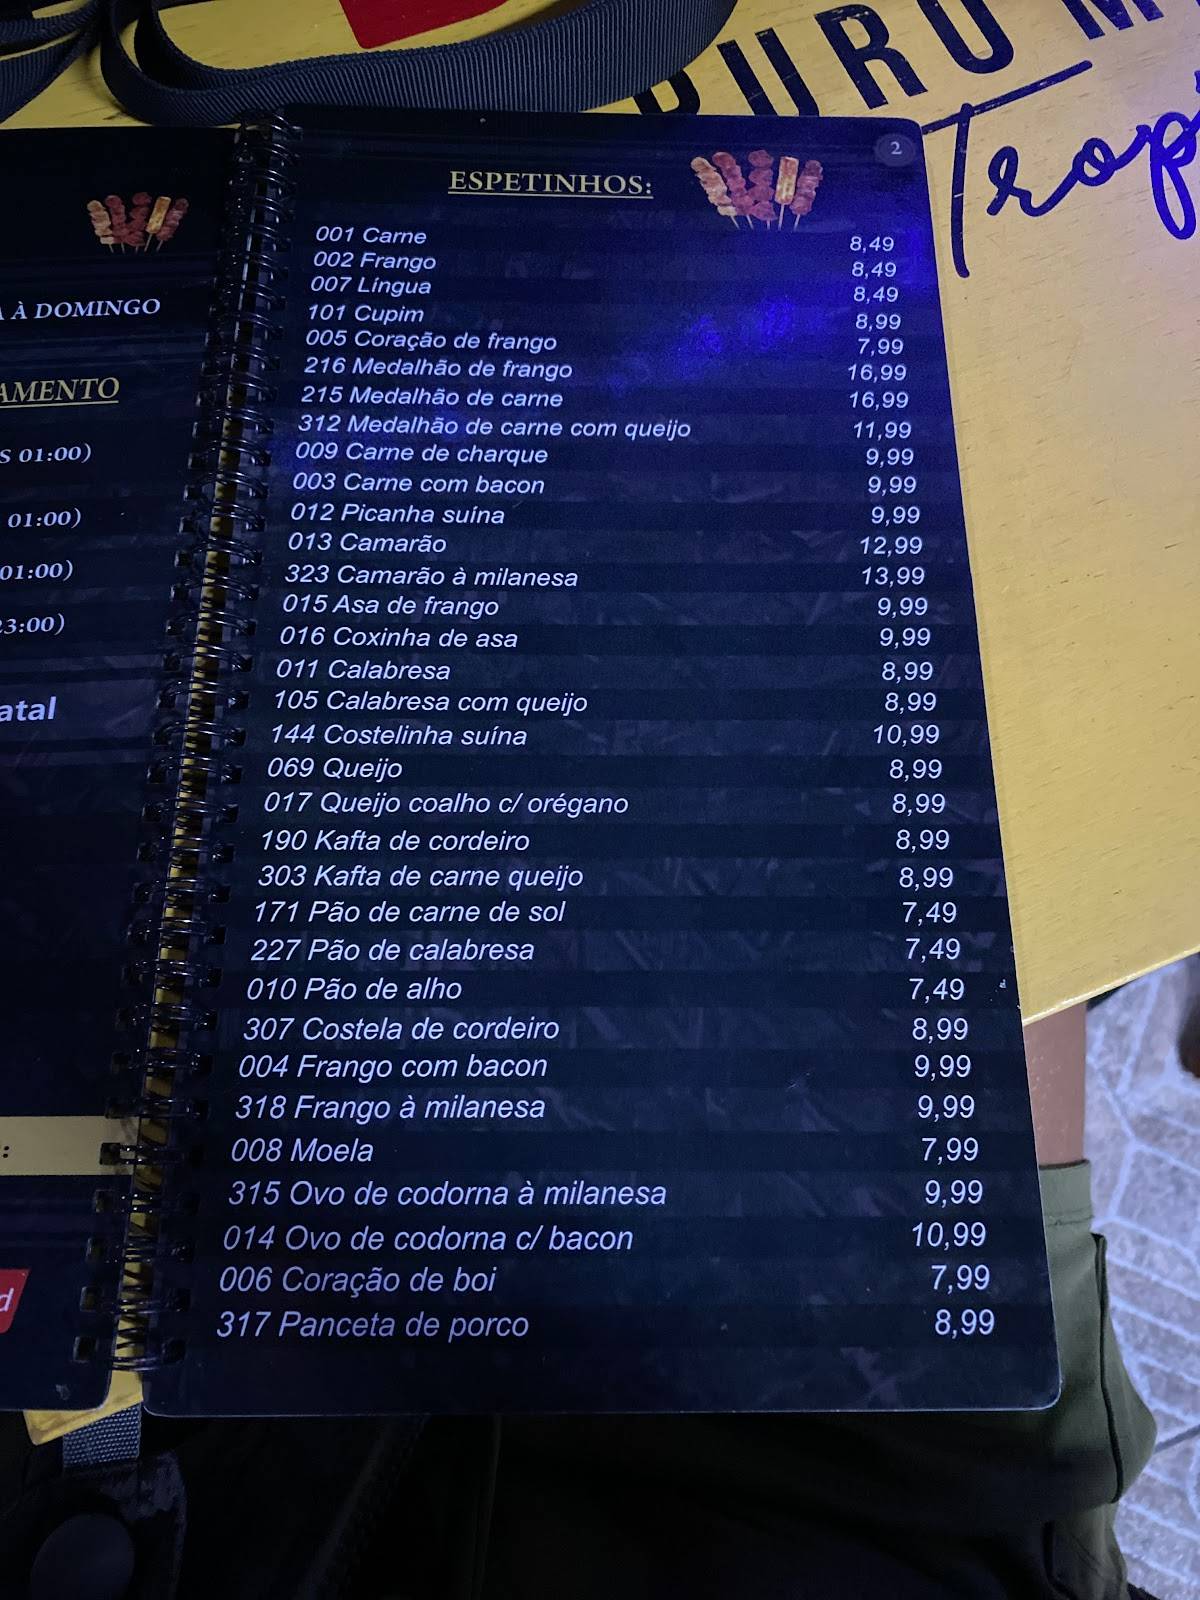 PURO M
Trop
À DOMINGO
AMENTO
S 01:00)
01:00)
01:00)
23:00)
atal
:
d
2
ESPETINHOS:
001 Carne 8,49
002 Frango 8,49
007 Língua 8,49
101 Cupim 8,99
005 Coração de frango 7,99
216 Medalhão de frango 16,99
215 Medalhão de carne 16,99
312 Medalhão de carne com queijo 11,99
009 Carne de charque 9,99
003 Carne com bacon 9,99
012 Picanha suína 9,99
013 Camarão 12,99
323 Camarão à milanesa 13,99
015 Asa de frango 9,99
016 Coxinha de asa 9,99
011 Calabresa 8,99
105 Calabresa com queijo 8,99
144 Costelinha suína 10,99
069 Queijo 8,99
017 Queijo coalho c/ orégano 8,99
190 Kafta de cordeiro 8,99
303 Kafta de carne queijo 8,99
171 Pão de carne de sol 7,49
227 Pão de calabresa 7,49
010 Pão de alho 7,49
307 Costela de cordeiro 8,99
004 Frango com bacon 9,99
318 Frango à milanesa 9,99
008 Moela 7,99
315 Ovo de codorna à milanesa 9,99
014 Ovo de codorna c/ bacon 10,99
006 Coração de boi 7,99
317 Panceta de porco 8,99